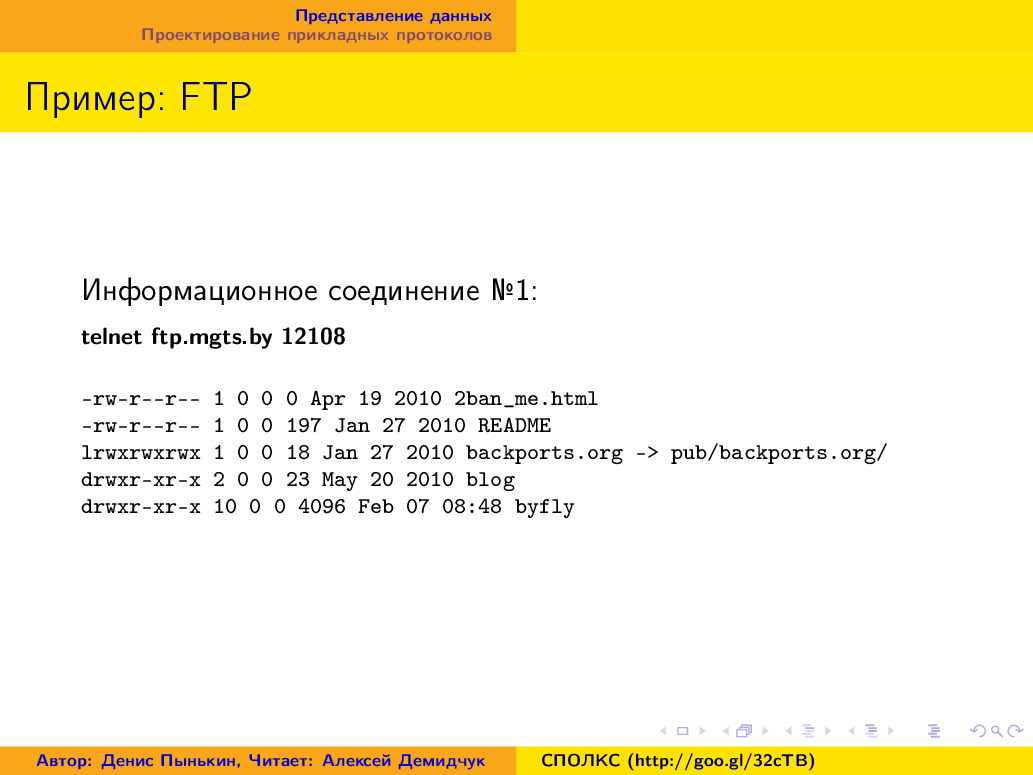 Представление данных
Проектирование прикладных протоколов
Пример: FTP
Информационное соединение №1:
telnet ftp.mgts.by 12108
-rw-r--r-- 1 0 0 0 Apr 19 2010 2ban_me.html
-rw-r--r-- 1 0 0 197 Jan 27 2010 README
lrwxrwxrwx 1 0 0 18 Jan 27 2010 backports.org -> pub/backports.org/
drwxr-xr-x 2 0 0 23 May 20 2010 blog
drwxr-xr-x 10 0 0 4096 Feb 07 08:48 byfly
Автор: Денис Пынькин, Читает: Алексей Демидчук
СПОЛКС (http://goo.gl/32cTB)